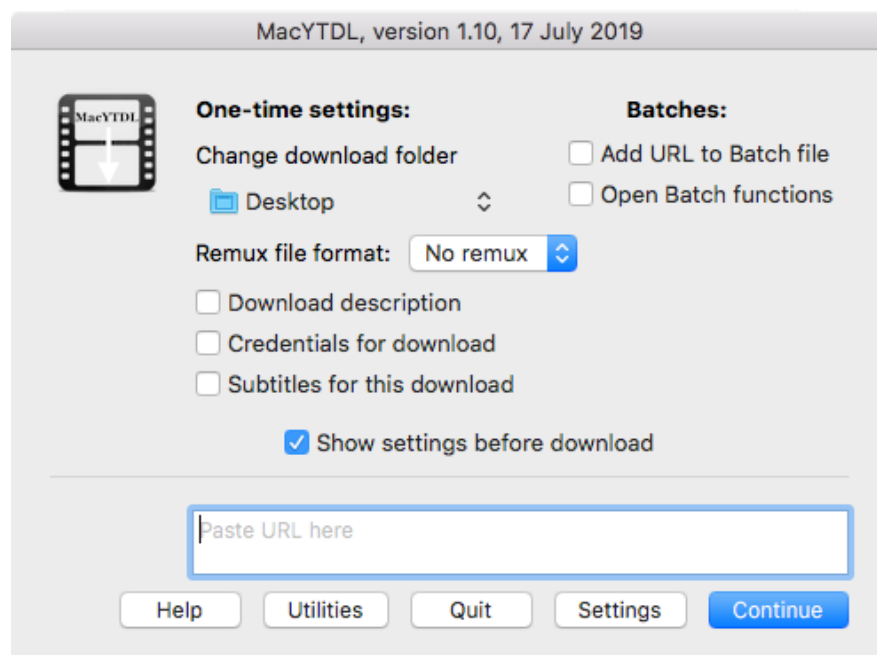 MacYTDL, version 1.10, 17 July 2019
MacYTDL
One-time settings:
Batches:
Change download folder
Add URL to Batch file
Desktop
Open Batch functions
Remux file format: No remux
Download description
Credentials for download
Subtitles for this download
Show settings before download
Paste URL here
Help Utilities Quit Settings Continue